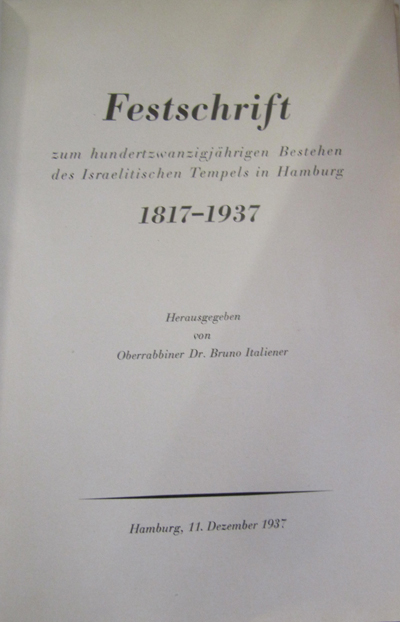 Festschrift
zum hundertzwanzigjährigen Bestehen
des Israelitischen Tempels in Hamburg
1817–1937
Herausgegeben
von
Oberrabbiner Dr. Bruno Italiener
Hamburg, 11. Dezember 1937